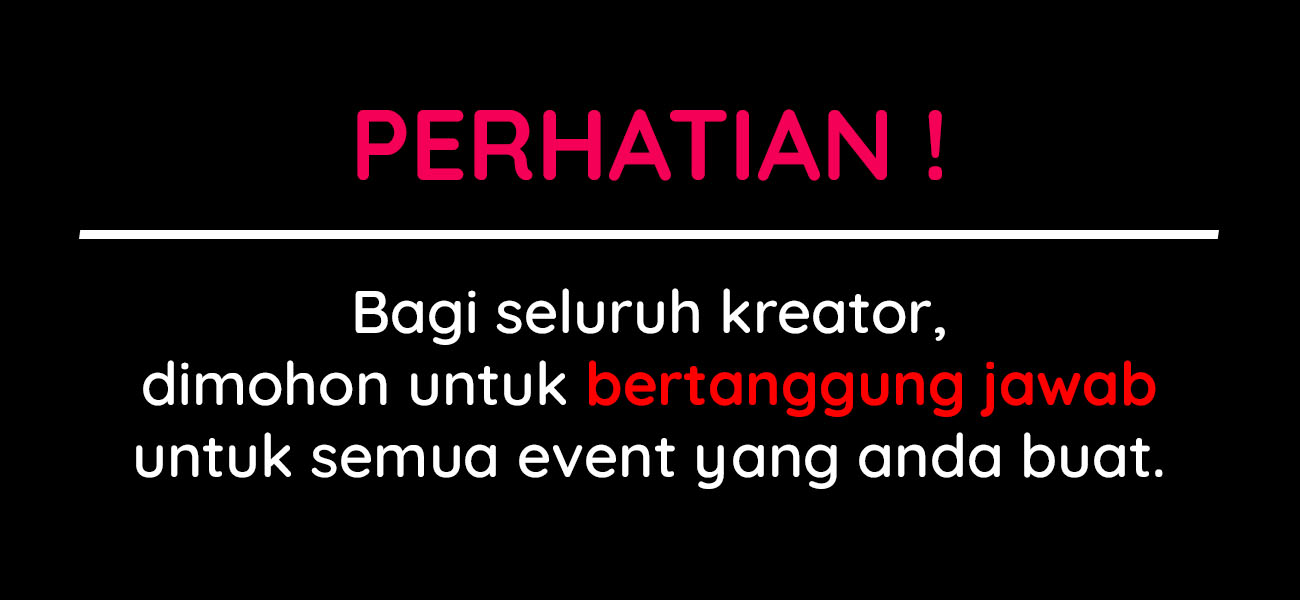 PERHATIAN !
Bagi seluruh kreator,
dimohon untuk bertanggung jawab
untuk semua event yang anda buat.